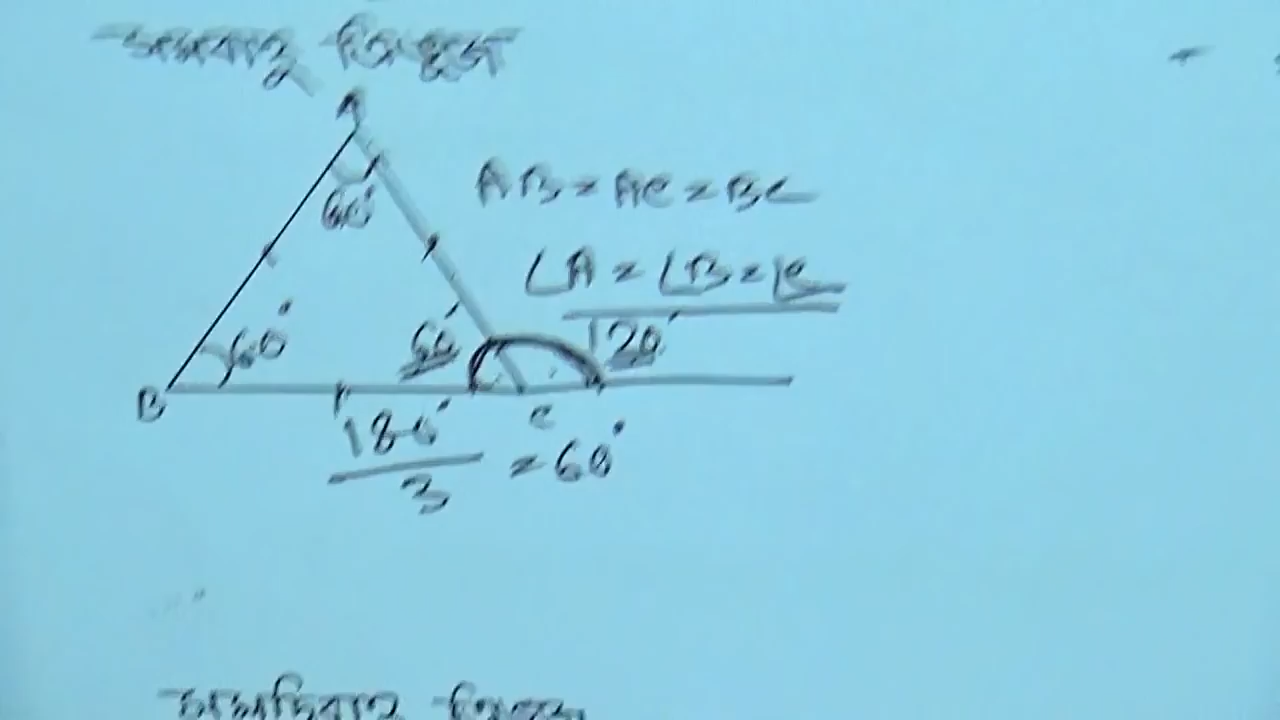 সমবাহু ত্রিভুজ
A
60°
AB = AC = BC
∠A = ∠B = ∠C
60° 60° 120°
B C
180°/3 = 60°
সমদ্বিবাহু ত্রিভুজ